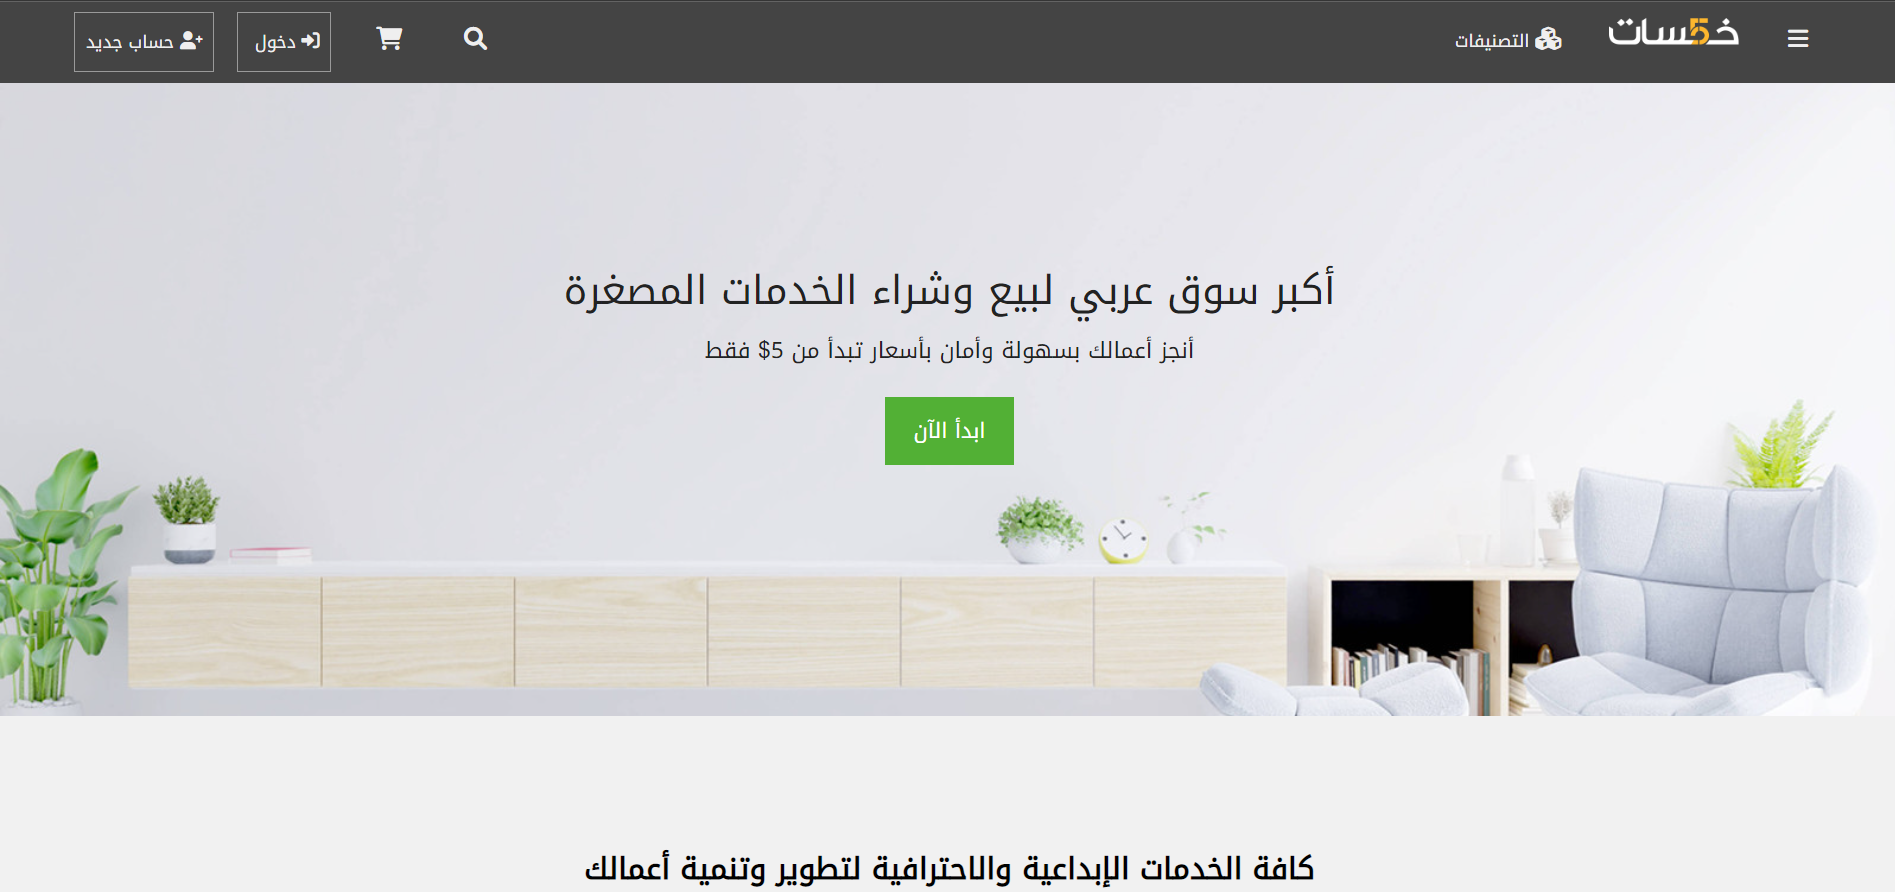 خمسات
التصنيفات
دخول
حساب جديد
أكبر سوق عربي لبيع وشراء الخدمات المصغرة
أنجز أعمالك بسهولة وأمان بأسعار تبدأ من 5$ فقط
ابدأ الآن
كافة الخدمات الإبداعية والاحترافية لتطوير وتنمية أعمالك